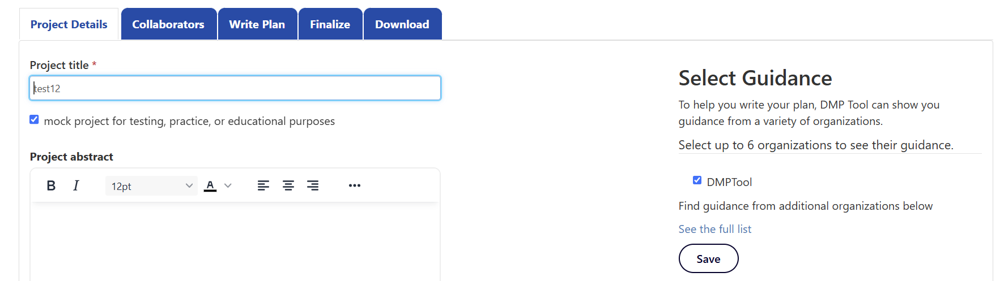 Project Details
Collaborators
Write Plan
Finalize
Download
Project title *
test12
mock project for testing, practice, or educational purposes
Project abstract
B I 12pt A •••
Select Guidance
To help you write your plan, DMP Tool can show you
guidance from a variety of organizations.
Select up to 6 organizations to see their guidance.
DMPTool
Find guidance from additional organizations below
See the full list
Save